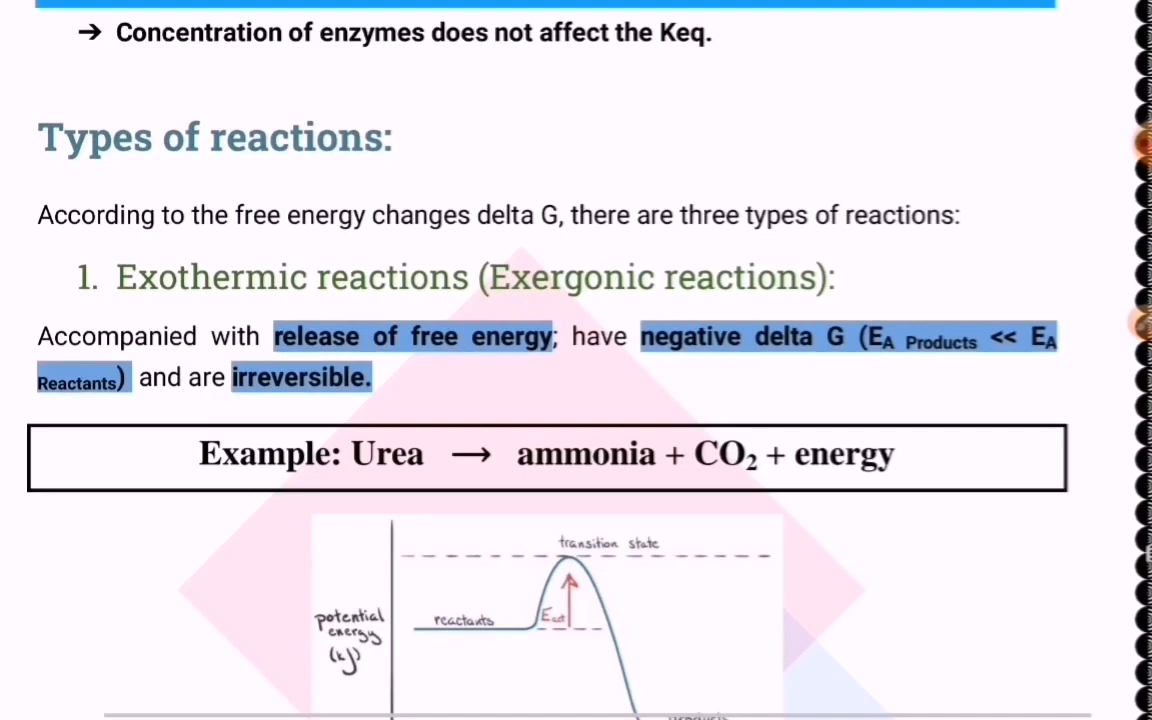 → Concentration of enzymes does not affect the Keq.
Types of reactions:
According to the free energy changes delta G, there are three types of reactions:
1. Exothermic reactions (Exergonic reactions):
Accompanied with release of free energy; have negative delta G (EA Products << EA
Reactants) and are irreversible.
Example: Urea → ammonia + CO₂ + energy
transition state
potential
energy
(kJ)
reactants
Eact